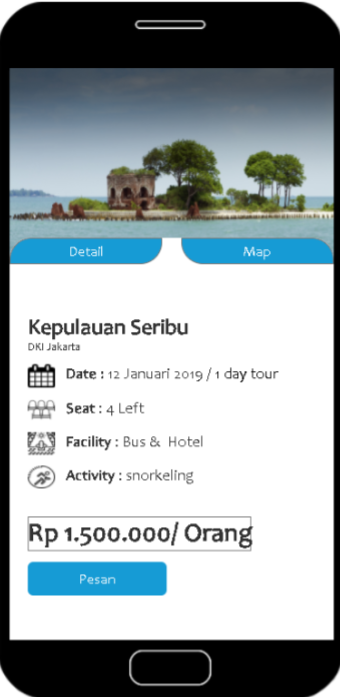 Detail
Map
Kepulauan Seribu
DKI Jakarta
Date : 12 Januari 2019 / 1 day tour
Seat : 4 Left
Facility : Bus & Hotel
Activity : snorkeling
Rp 1.500.000/ Orang
Pesan